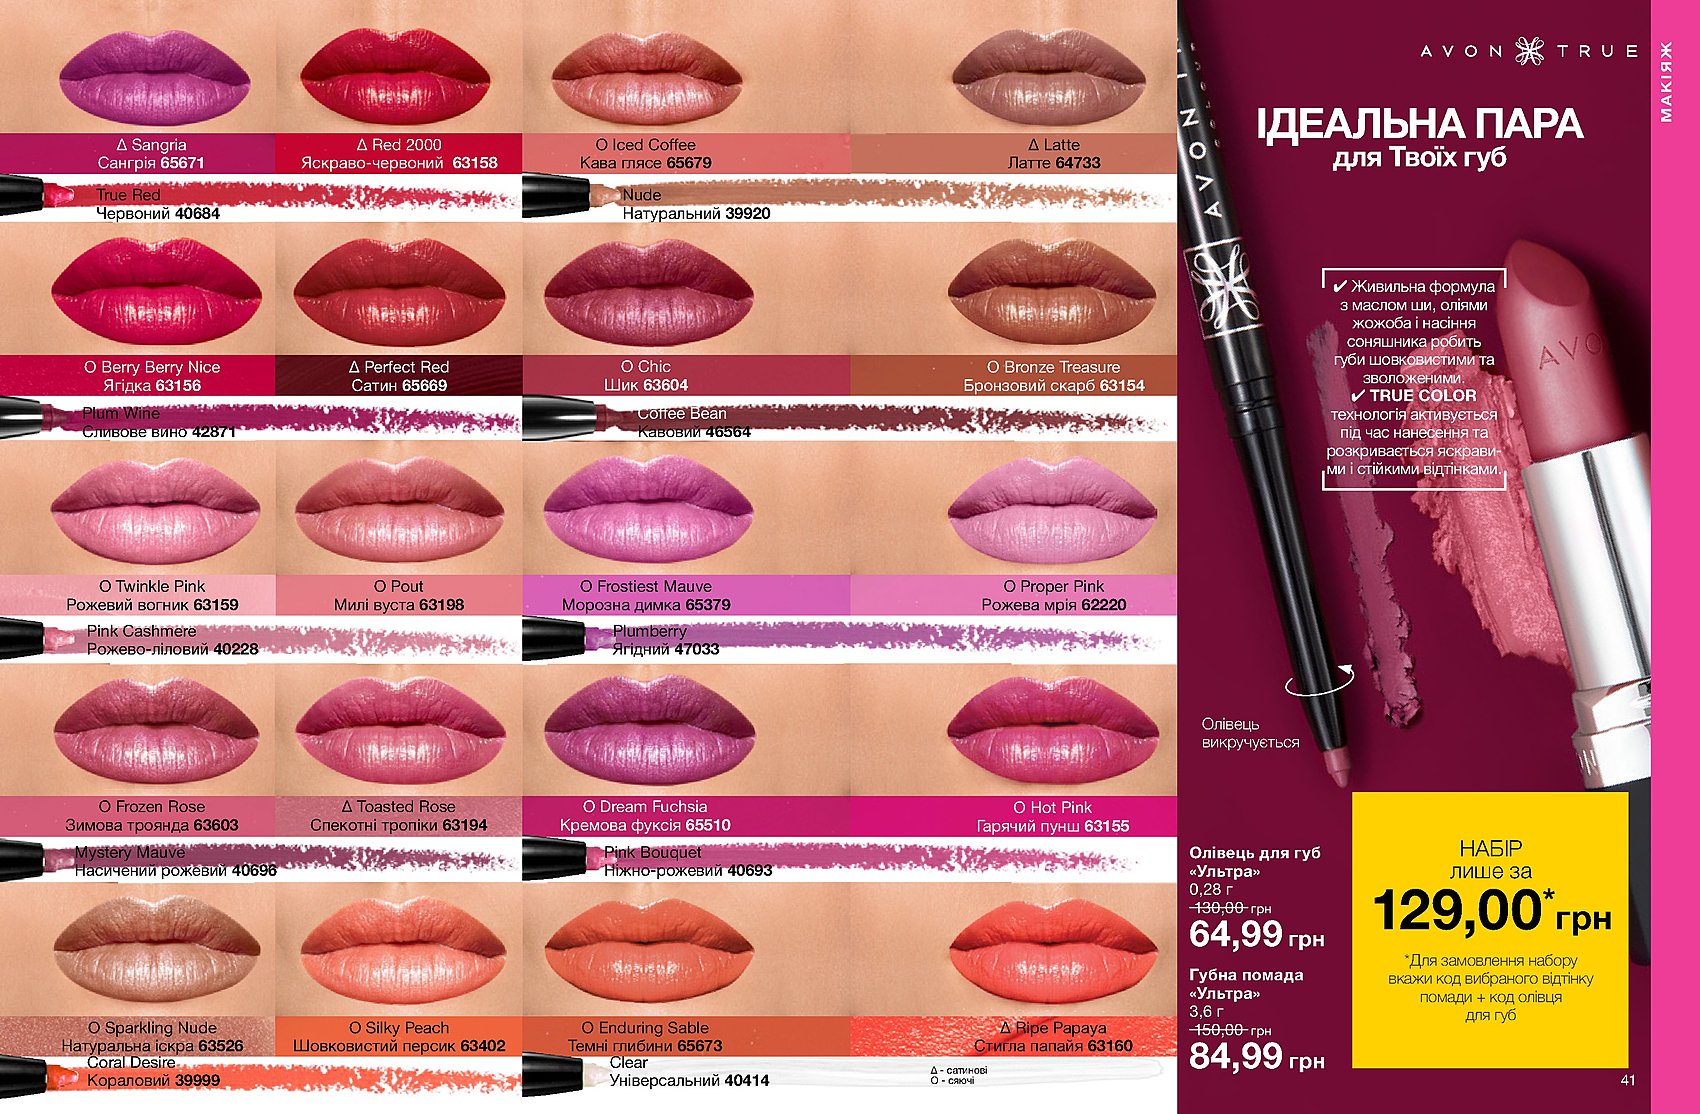 Δ Sangria
Сангрія 65671
Δ Red 2000
Яскраво-червоний 63158
O Iced Coffee
Кава глясе 65679
Δ Latte
Латте 64733
True Red
Червоний 40684
Nude
Натуральний 39920
O Berry Berry Nice
Ягідка 63156
Δ Perfect Red
Сатин 65669
O Chic
Шик 63604
O Bronze Treasure
Бронзовий скарб 63154
Plum Wine
Сливове вино 42871
Coffee Bean
Кавовий 46564
O Twinkle Pink
Рожевий вогник 63159
O Pout
Милі вуста 63198
O Frostiest Mauve
Морозна димка 65379
O Proper Pink
Рожева мрія 62220
Pink Cashmere
Рожево-ліловий 40228
Plumberry
Ягідний 47033
O Frozen Rose
Зимова троянда 63603
Δ Toasted Rose
Спекотні тропіки 63194
O Dream Fuchsia
Кремова фуксія 65510
O Hot Pink
Гарячий пунш 63155
Mystery Mauve
Насичений рожевий 40696
Pink Bouquet
Ніжно-рожевий 40693
O Sparkling Nude
Натуральна іскра 63526
O Silky Peach
Шовковистий персик 63402
O Enduring Sable
Темні глибини 65673
Δ Ripe Papaya
Стигла папайя 63160
Coral Desire
Кораловий 39999
Clear
Універсальний 40414
Δ - сатинові
O - сяючі
AVON TRUE
МАКІЯЖ
ІДЕАЛЬНА ПАРА
для Твоїх губ
AVON
AVO
✔ Живильна формула
з маслом ши, оліями
жожоба і насіння
соняшника робить
губи шовковистими та
зволоженими.
✔ TRUE COLOR
технологія активується
під час нанесення та
розкривається яскрави-
ми і стійкими відтінками.
Олівець
викручується
Олівець для губ
«Ультра»
0,28 г
130,00 грн
64,99 грн
Губна помада
«Ультра»
3,6 г
150,00 грн
84,99 грн
НАБІР
лише за
129,00* грн
*Для замовлення набору
вкажи код вибраного відтінку
помади + код олівця
для губ
41